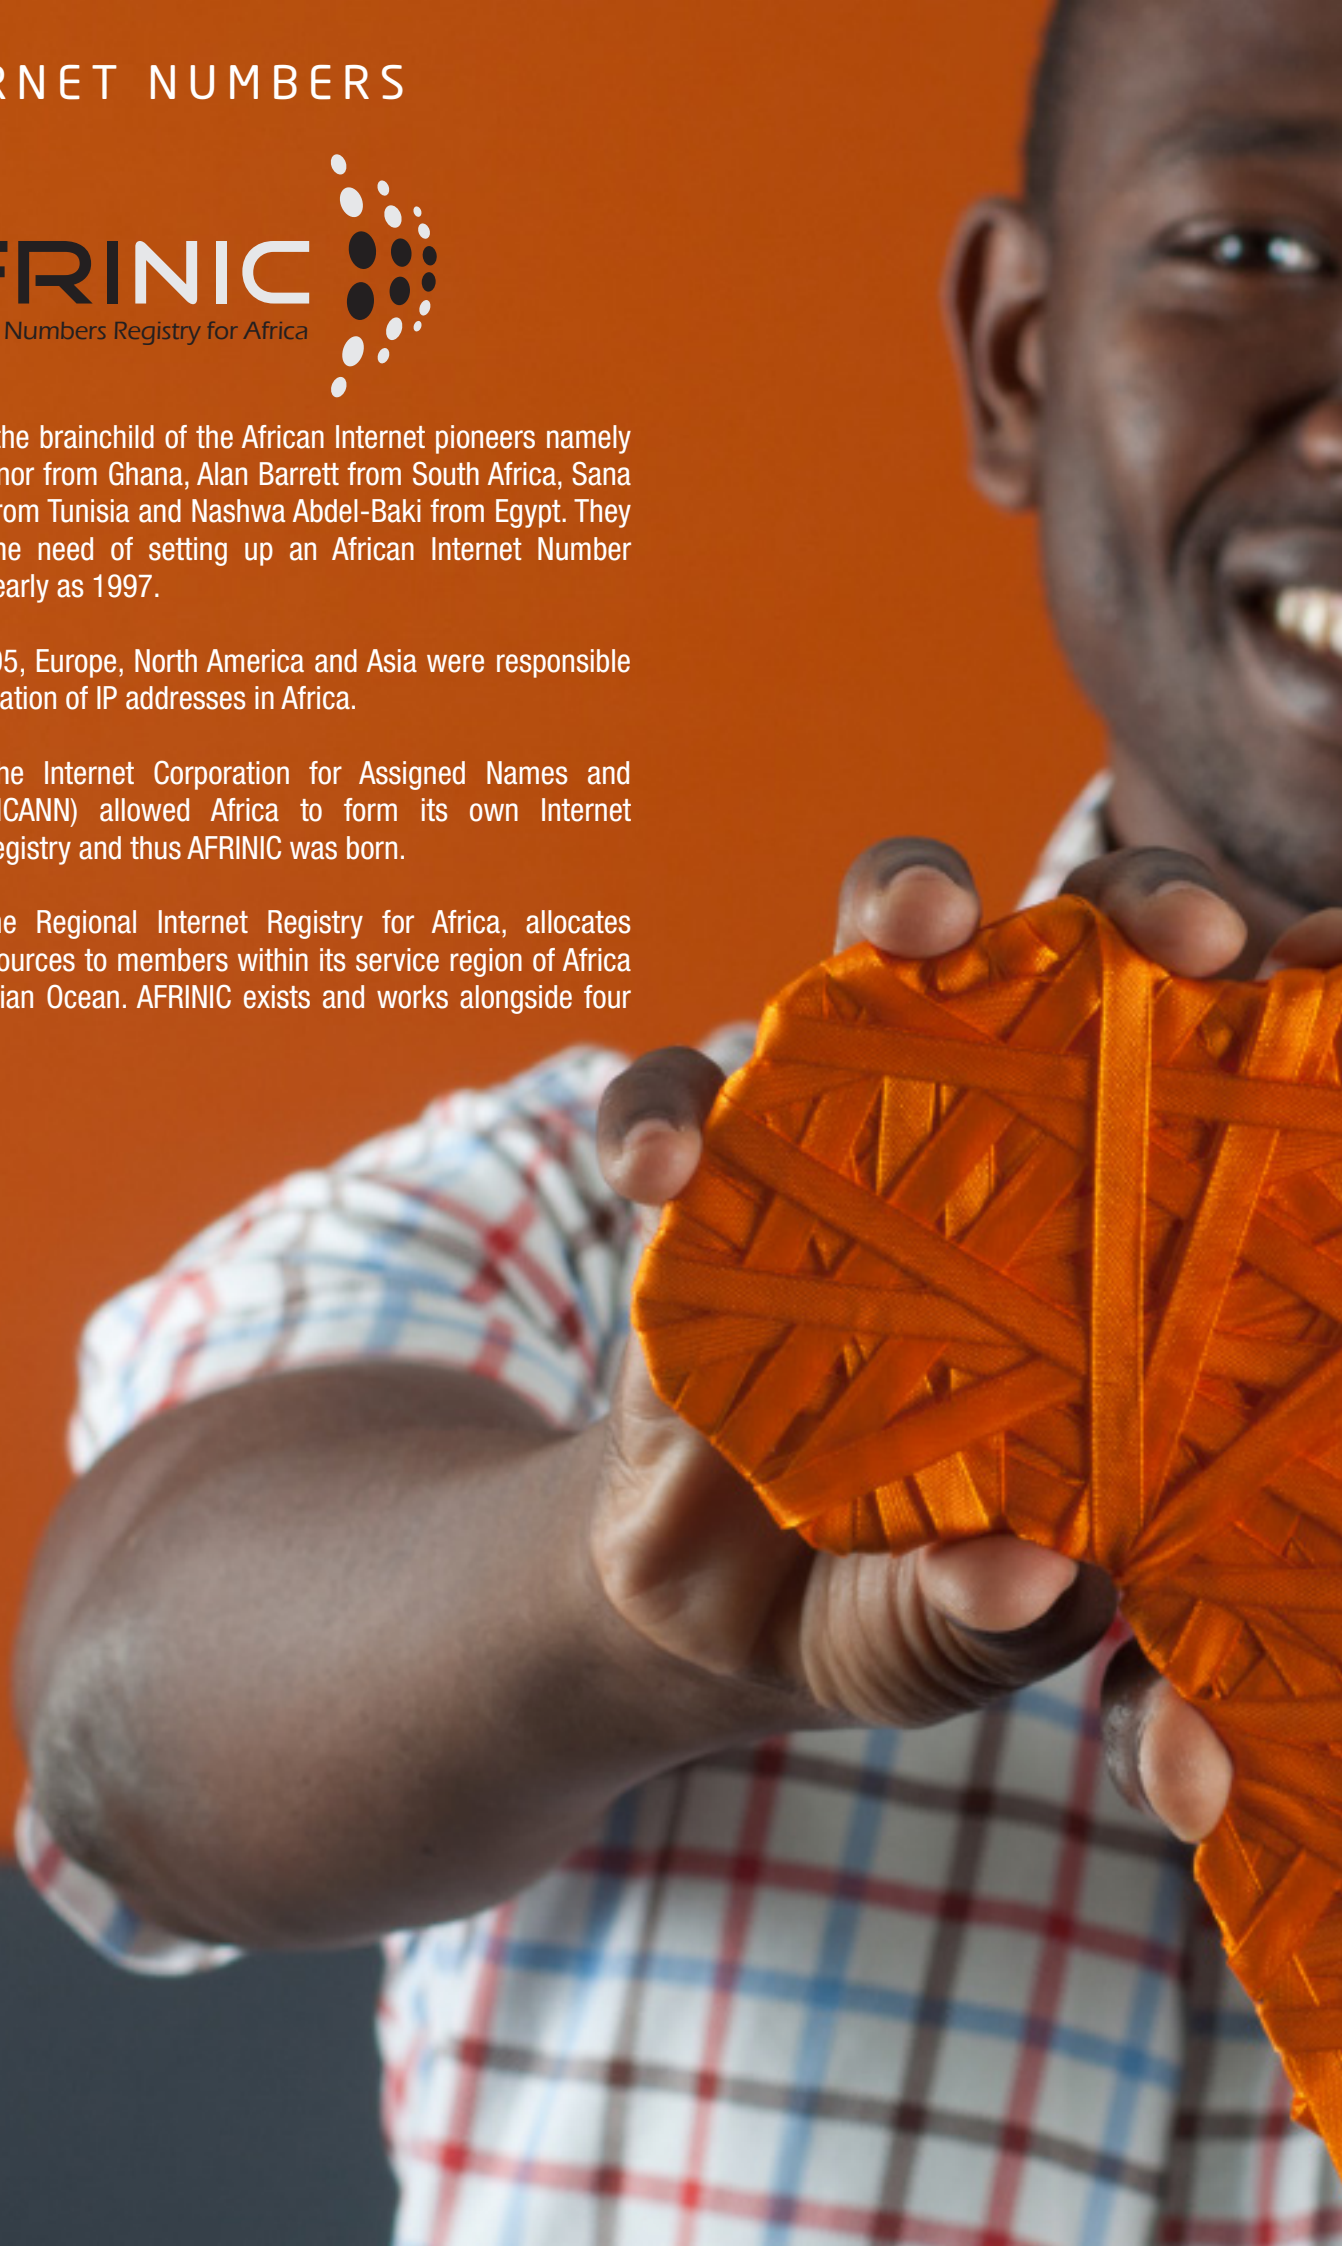 RNET NUMBERS
FRINIC
Numbers Registry for Africa
the brainchild of the African Internet pioneers namely
nor from Ghana, Alan Barrett from South Africa, Sana
rom Tunisia and Nashwa Abdel-Baki from Egypt. They
he need of setting up an African Internet Number
early as 1997.
05, Europe, North America and Asia were responsible
ation of IP addresses in Africa.
he Internet Corporation for Assigned Names and
ICANN) allowed Africa to form its own Internet
egistry and thus AFRINIC was born.
he Regional Internet Registry for Africa, allocates
ources to members within its service region of Africa
ian Ocean. AFRINIC exists and works alongside four